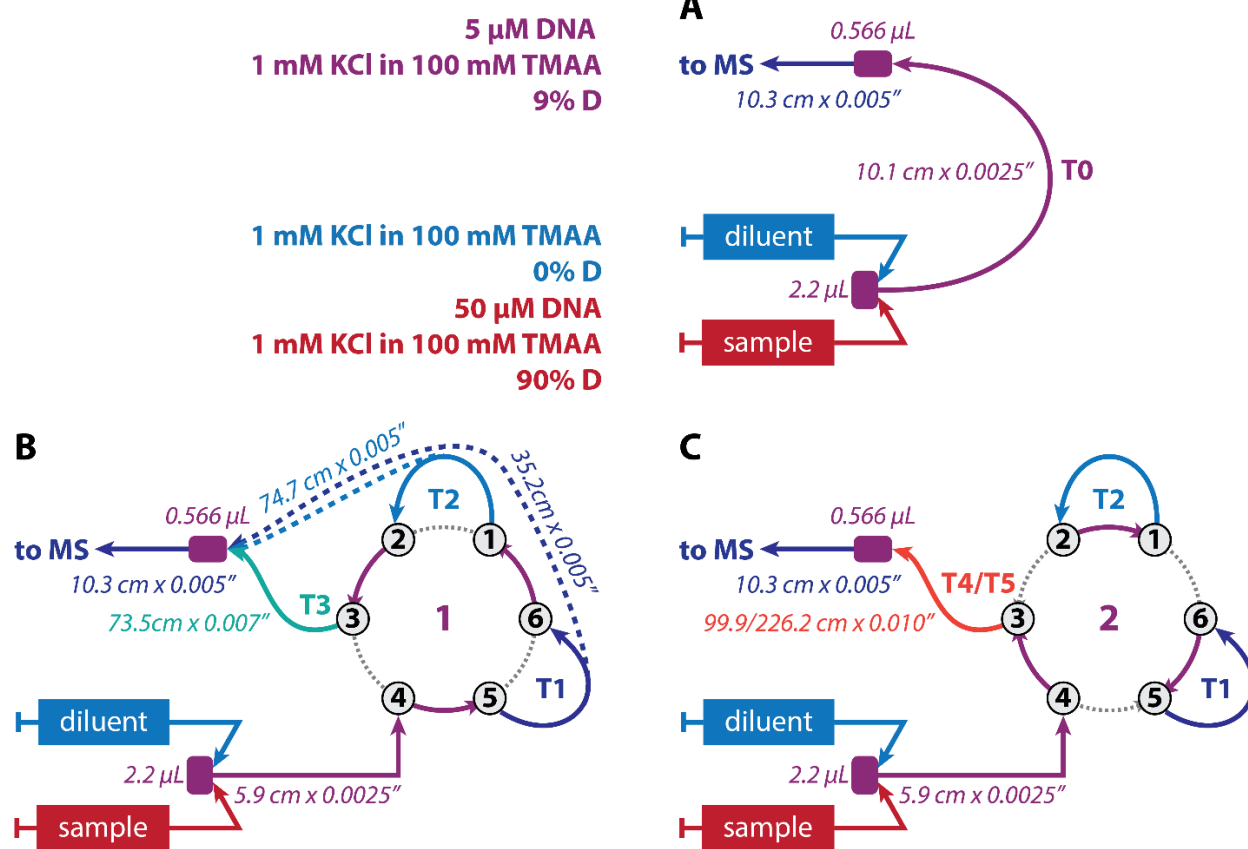 A
5 µM DNA
1 mM KCl in 100 mM TMAA
9% D
0.566 µL
to MS
10.3 cm x 0.005″
10.1 cm x 0.0025″
T0
1 mM KCl in 100 mM TMAA
0% D
50 µM DNA
1 mM KCl in 100 mM TMAA
90% D
diluent
2.2 µL
sample
B
74.7 cm x 0.005″
35.2cm x 0.005″
T2
0.566 µL
to MS
10.3 cm x 0.005″
2
1
T3
73.5cm x 0.007″
3
1
6
T1
4
5
diluent
2.2 µL
5.9 cm x 0.0025″
sample
C
T2
0.566 µL
to MS
10.3 cm x 0.005″
2
1
T4/T5
99.9/226.2 cm x 0.010″
3
2
6
T1
4
5
diluent
2.2 µL
5.9 cm x 0.0025″
sample